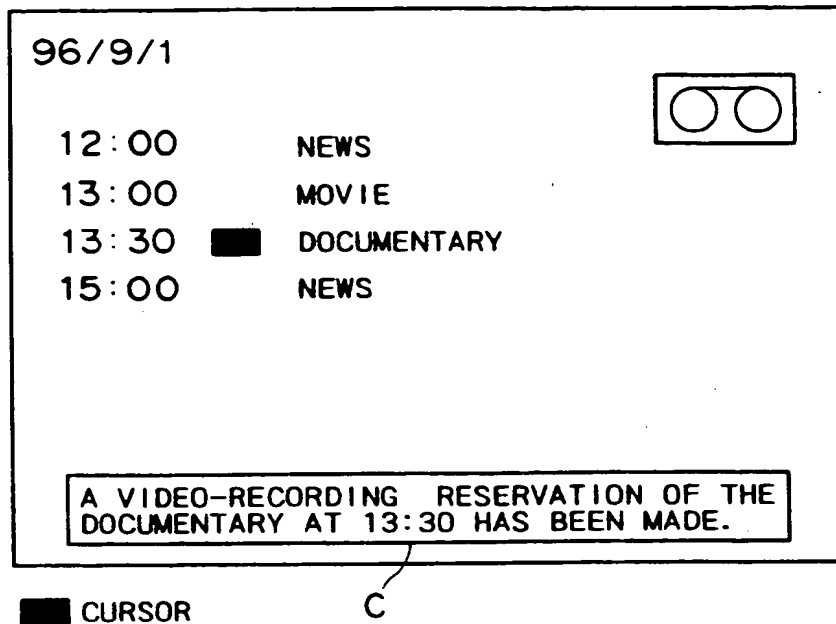 96/9/1
12:00 NEWS
13:00 MOVIE
13:30 DOCUMENTARY
15:00 NEWS
A VIDEO-RECORDING RESERVATION OF THE
DOCUMENTARY AT 13:30 HAS BEEN MADE.
CURSOR C